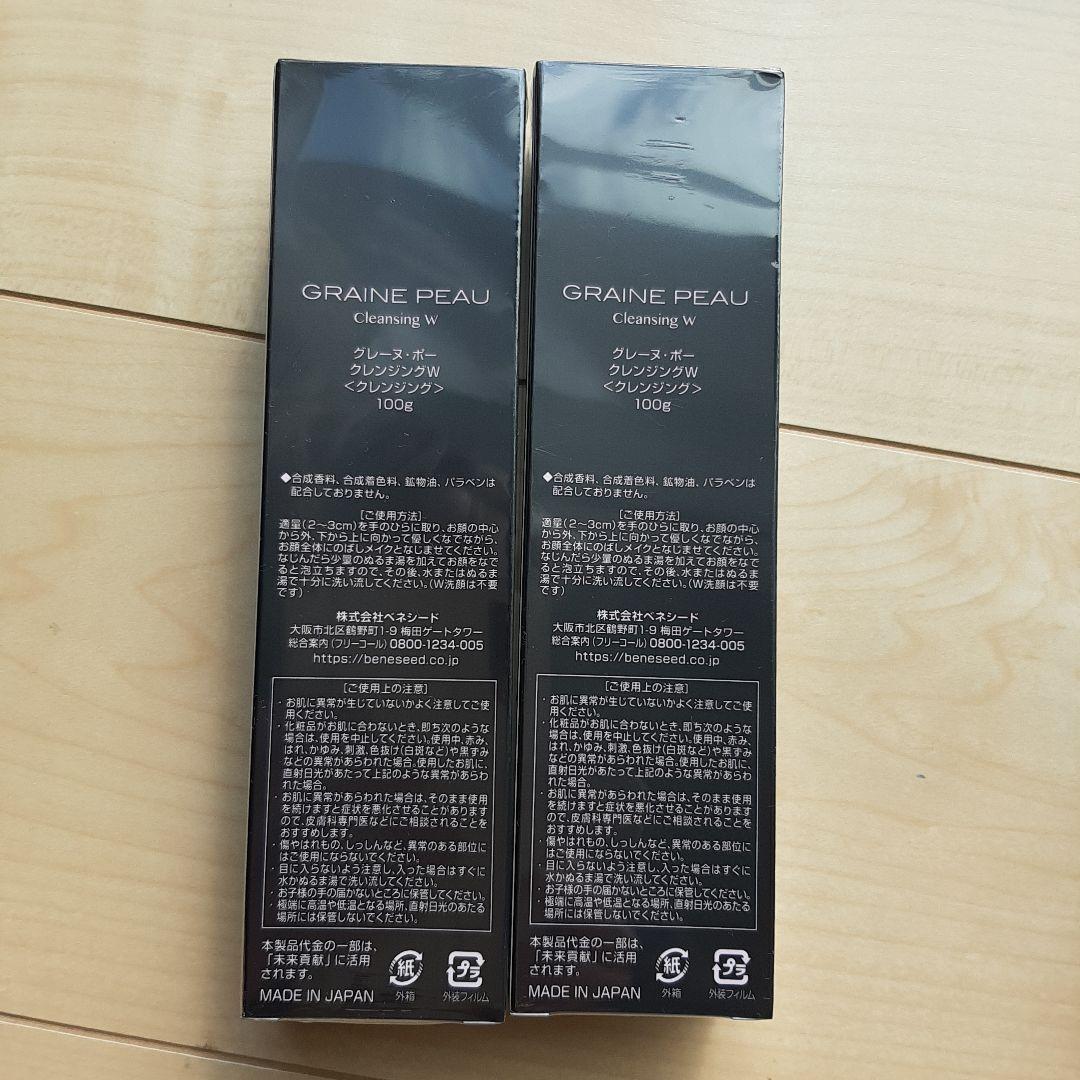 GRAINE PEAU
Cleansing W
グレーヌ・ポー
クレンジングW
<クレンジング>
100g
◆合成香料、合成着色料、鉱物油、パラベンは
配合しておりません。
[ご使用方法]
適量(2〜3cm)を手のひらに取り、お顔の中心
から外、下から上に向かって優しくなでながら、
お顔全体にのばしメイクとなじませてください。
なじんだら少量のぬるま湯を加えてお顔をなで
ると泡立ちますので、その後、水またはぬるま
湯で十分に洗い流してください。(W洗顔は不要
です)
株式会社ベネシード
大阪市北区鶴野町1-9 梅田ゲートタワー
総合案内(フリーコール)0800-1234-005
https://beneseed.co.jp
[ご使用上の注意]
・お肌に異常が生じていないかよく注意してご使
用ください。
・化粧品がお肌に合わないとき、即ち次のような
場合は、使用を中止してください。使用中、赤み、
はれ、かゆみ、刺激、色抜け(白斑など)や黒ずみ
などの異常があらわれた場合。使用したお肌に、
直射日光があたって上記のような異常があらわ
れた場合。
・お肌に異常があらわれた場合は、そのまま使用
を続けますと症状を悪化させることがあります
ので、皮膚科専門医などにご相談されることを
おすすめします。
・傷やはれもの、しっしんなど、異常のある部位に
はご使用にならないでください。
・目に入らないよう注意し、入った場合はすぐに
水かぬるま湯で洗い流してください。
・お子様の手の届かないところに保管してください。
・極端に高温や低温となる場所、直射日光のあたる
場所には保管しないでください。
本製品代金の一部は、
「未来貢献」に活用
されます。
MADE IN JAPAN
紙
外箱
プラ
外装フィルム
GRAINE PEAU
Cleansing W
グレーヌ・ポー
クレンジングW
<クレンジング>
100g
◆合成香料、合成着色料、鉱物油、パラベンは
配合しておりません。
[ご使用方法]
適量(2〜3cm)を手のひらに取り、お顔の中心
から外、下から上に向かって優しくなでながら、
お顔全体にのばしメイクとなじませてください。
なじんだら少量のぬるま湯を加えてお顔をなで
ると泡立ちますので、その後、水またはぬるま
湯で十分に洗い流してください。(W洗顔は不要
です)
株式会社ベネシード
大阪市北区鶴野町1-9 梅田ゲートタワー
総合案内(フリーコール)0800-1234-005
https://beneseed.co.jp
[ご使用上の注意]
・お肌に異常が生じていないかよく注意してご使
用ください。
・化粧品がお肌に合わないとき、即ち次のような
場合は、使用を中止してください。使用中、赤み、
はれ、かゆみ、刺激、色抜け(白斑など)や黒ずみ
などの異常があらわれた場合。使用したお肌に、
直射日光があたって上記のような異常があらわ
れた場合。
・お肌に異常があらわれた場合は、そのまま使用
を続けますと症状を悪化させることがあります
ので、皮膚科専門医などにご相談されることを
おすすめします。
・傷やはれもの、しっしんなど、異常のある部位に
はご使用にならないでください。
・目に入らないよう注意し、入った場合はすぐに
水かぬるま湯で洗い流してください。
・お子様の手の届かないところに保管してください。
・極端に高温や低温となる場所、直射日光のあたる
場所には保管しないでください。
本製品代金の一部は、
「未来貢献」に活用
されます。
MADE IN JAPAN
紙
外箱
プラ
外装フィルム